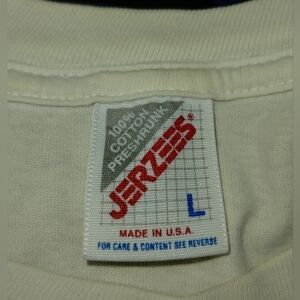 100%
COTTON
PRESHRUNK
JERZEES®
L
MADE IN U.S.A.
FOR CARE & CONTENT SEE REVERSE